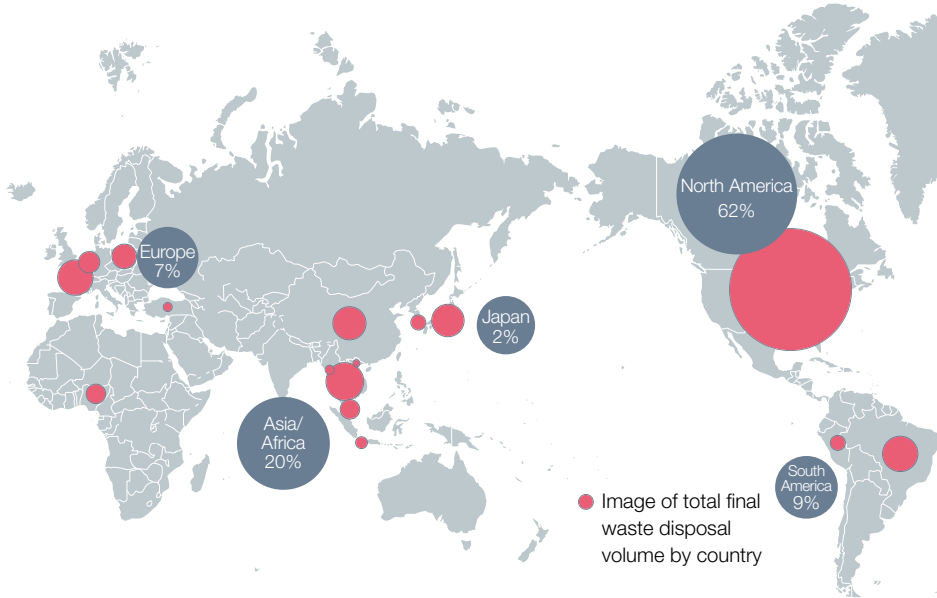 North America
62%
Europe
7%
Japan
2%
Asia/
Africa
20%
South
America
9%
Image of total final
waste disposal
volume by country